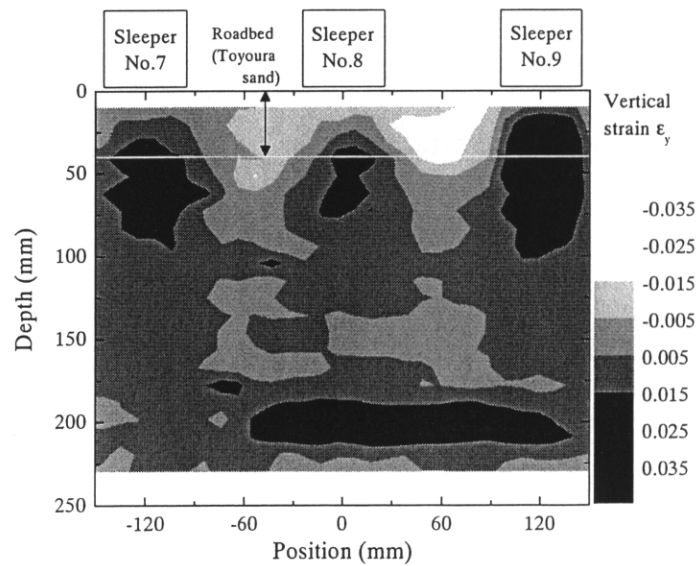 Sleeper
No.7
Roadbed
(Toyoura
sand)
Sleeper
No.8
Sleeper
No.9
Vertical
strain εy
0
50
100
150
200
250
Depth (mm)
-120
-60
0
60
120
Position (mm)
-0.035
-0.025
-0.015
-0.005
0.005
0.015
0.025
0.035